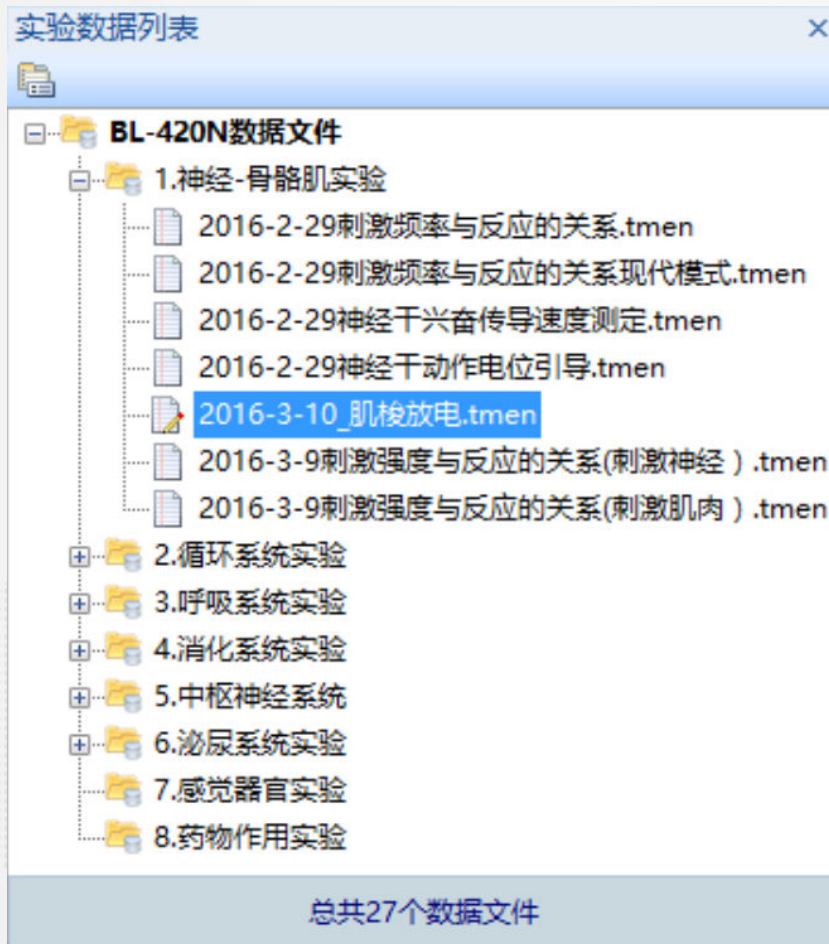 实验数据列表
BL-420N数据文件
1.神经-骨骼肌实验
2016-2-29刺激频率与反应的关系.tmen
2016-2-29刺激频率与反应的关系现代模式.tmen
2016-2-29神经干兴奋传导速度测定.tmen
2016-2-29神经干动作电位引导.tmen
2016-3-10_肌梭放电.tmen
2016-3-9刺激强度与反应的关系(刺激神经）.tmen
2016-3-9刺激强度与反应的关系(刺激肌肉）.tmen
2.循环系统实验
3.呼吸系统实验
4.消化系统实验
5.中枢神经系统
6.泌尿系统实验
7.感觉器官实验
8.药物作用实验
总共27个数据文件